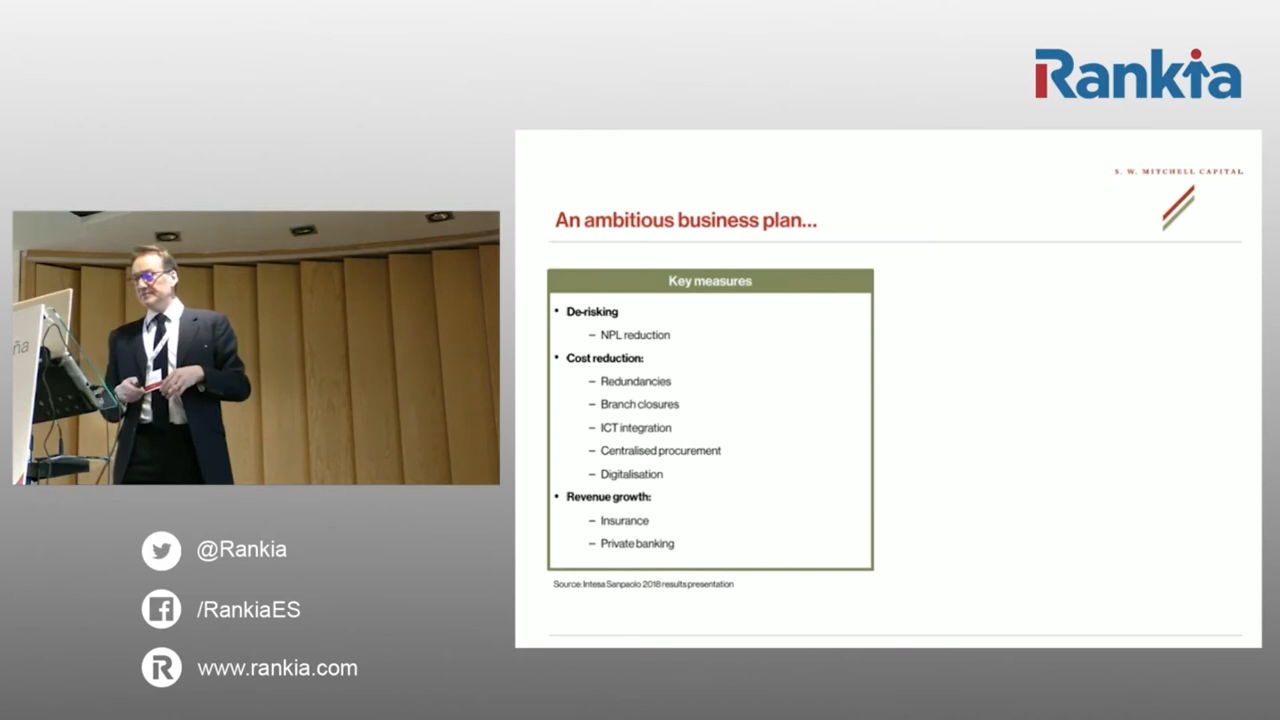 Rankia
S. W. MITCHELL CAPITAL
An ambitious business plan...
Key measures
• De-risking
– NPL reduction
• Cost reduction:
– Redundancies
– Branch closures
– ICT integration
– Centralised procurement
– Digitalisation
• Revenue growth:
– Insurance
– Private banking
Source: Intesa Sanpaolo 2018 results presentation
ña
@Rankia
/RankiaES
www.rankia.com